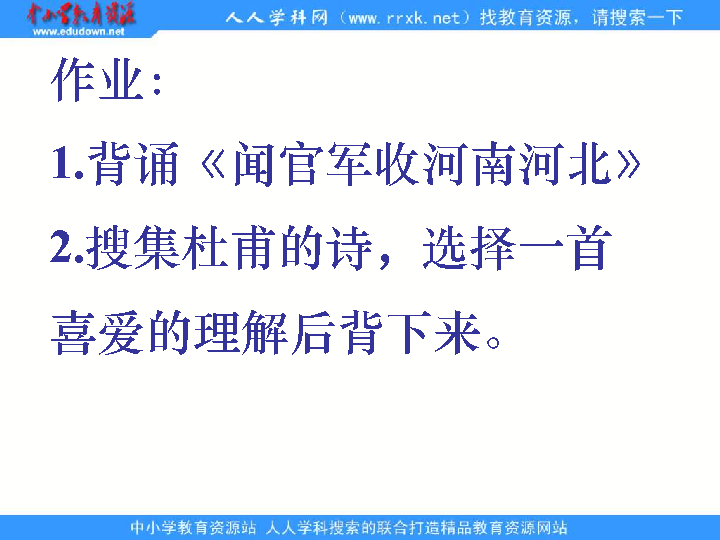 中小学教育资源
www.edudown.net
人人学科网（www.rrxk.net）找教育资源，请搜索一下
作业：
1.背诵《闻官军收河南河北》
2.搜集杜甫的诗，选择一首
喜爱的理解后背下来。
中小学教育资源站 人人学科搜索的联合打造精品教育资源网站